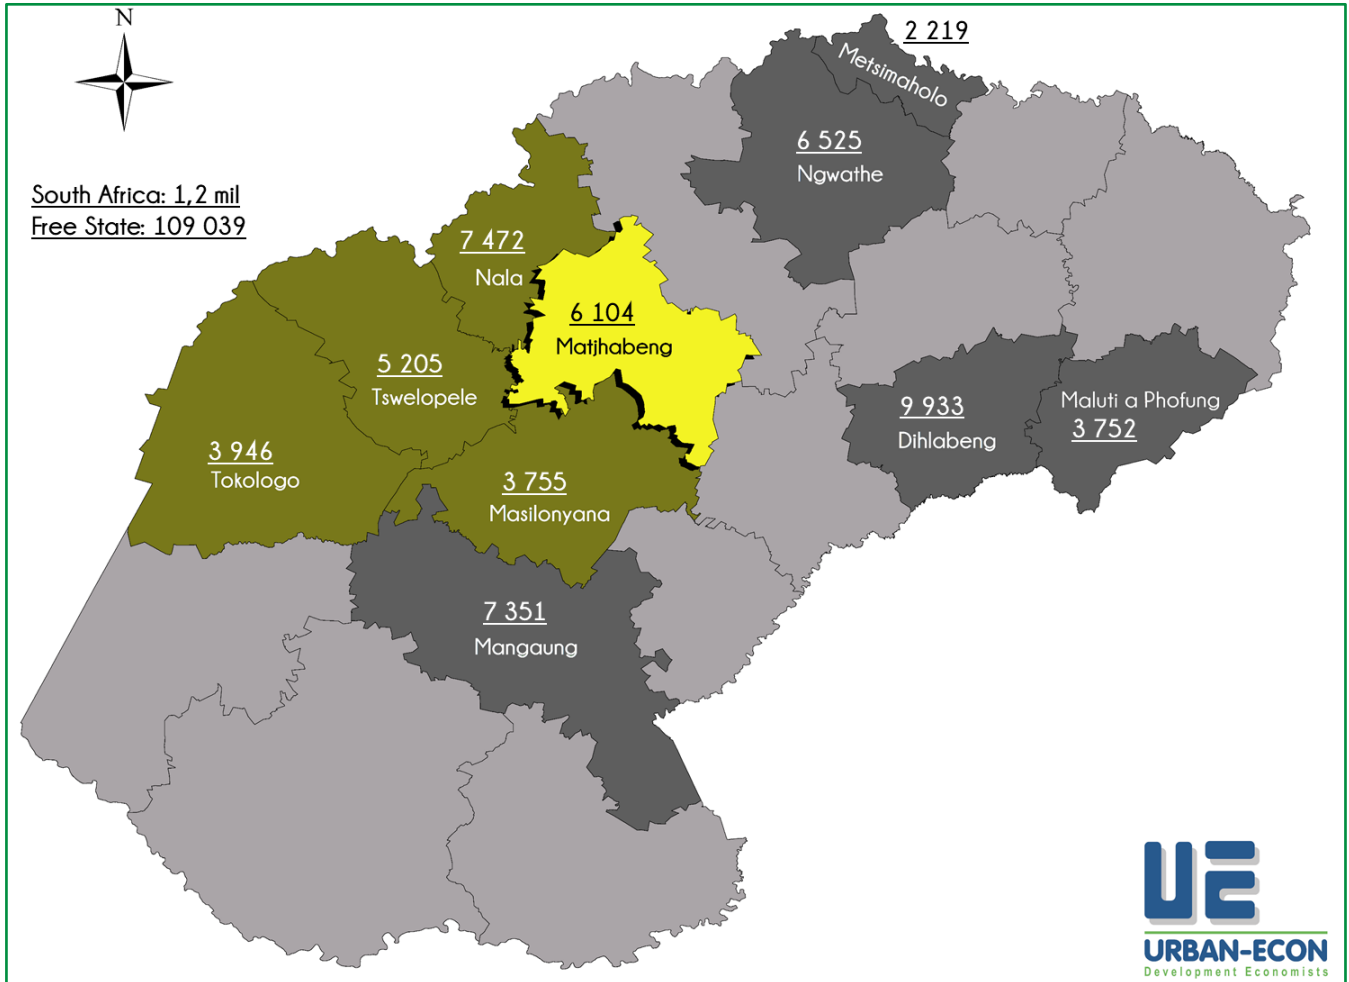 N
2 219
Metsimaholo
6 525
Ngwathe
South Africa: 1,2 mil
Free State: 109 039
7 472
Nala
6 104
Matjhabeng
5 205
Tswelopele
9 933
Dihlabeng
Maluti a Phofung
3 752
3 946
Tokologo
3 755
Masilonyana
7 351
Mangaung
UE
URBAN-ECON
Development Economists